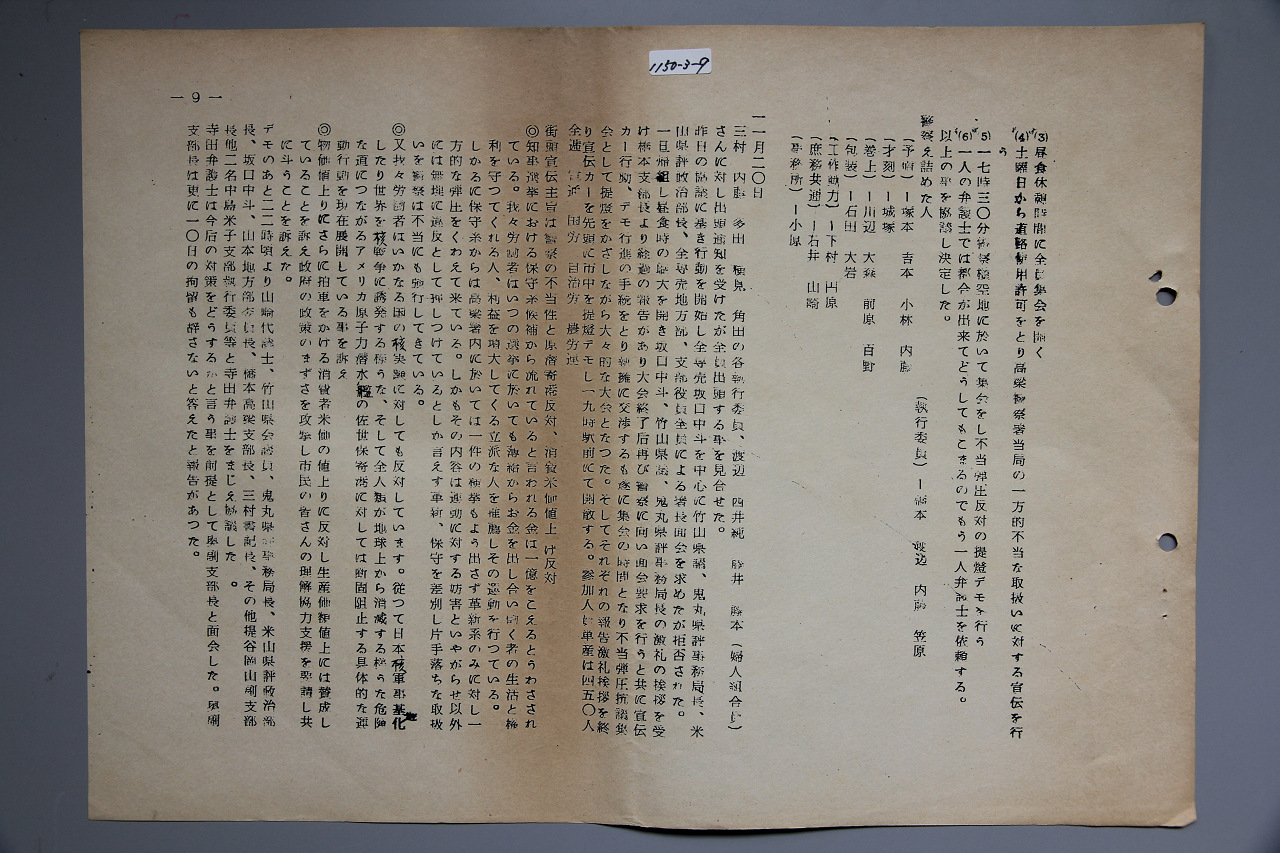 1150-3-9
(3) 昼食休憩時間に全員集会を開く
(4) 土曜日から道路使用許可をとり高梁警察署当局の一方的不当な取扱いに対する宣伝を行
う
(5) 一七時三〇分警察横空地に於いて集会をし不当弾圧反対の提燈デモを行う
(6) 一人の弁護士では都合が出来てどうしてもこまるのでもう一人弁護士を依頼する。
以上の事を協議し決定した。
警察え詰めた人
(執行委員) ー 橋本 渡辺 内藤 笠原
(予備) ー 塚本 吉本 小林 内藤
(才刻) ー 城塚
(巻上) ー 川辺 大森 前原 百野
(包装) ー 石田 大岩
(工作動力) ー 下村 田原
(庶務共通) ー 石井 山崎
(事務所) ー 小原
一一月二〇日
三村 内藤 多田 横見 角田の各執行委員、渡辺 四井純 藤井 藤本(婦人組合員)
さんに対し出頭通知を受けたが全員出頭する事を見合せた。
昨日の協議に基き行動を開始し全専売坂口中斗を中心に竹山県議、鬼丸県評事務局長、米
山県評政治部長、全専売地方部、支部役員全員による署長面会を求めたが拒否された。
一旦帰組し昼食時の拡大を開き坂口中斗、竹山県議、鬼丸県評事務局長の激礼の挨拶を受
け橋本支部長より経過の報告があり大会終了后再び警察に向い面会要求を行うと共に宣伝
カー行動、デモ行進の手続をとり執拗に交渉するも遂に集会の時間となり不当弾圧抗議集
会として提燈をかざしながら大々的な大会となつた。そしてそれぞれの報告激礼挨拶を終
り宣伝カーを先頭に市中を提燈デモし一九時駅前にて開散する。参加人員単産は四五〇人
全逓 全逓 国労 自治労 農労連
街頭宣伝主旨は警察の不当性と原潜寄港反対、消費米価値上げ反対
◎知事選挙における保守系候補から流れていると言われる金は一億をこえるとうわさされ
ている。我々労働者はいつの選挙に於いても薄給からお金を出し合い働く者の生活と権
利を守つてくれる人、利益を増大してくる立派な人を推薦しその運動を行つている。
しかるに保守系からは高梁署内に於いては一件の検挙もよう出さず革新系のみに対し一
方的な弾圧をくわえて来ている。しかもその内容は運動に対する妨害といやがらせ以外
には無理に違反として押しつけているとしか言えず革新、保守を差別し片手落ちな取扱
いを警察は不当にも強行してきている。
◎又我々労働者はいかなる国の核実験に対しても反対しています。従つて日本核軍事基化
したり世界を核戦争に誘発する様うな、そして全人類が地球上から消滅する様うな危険
な道につながるアメリカ原子力潜水艦の佐世保寄港に対しては断固阻止する具体的な運
動行動を現在展開している事を訴え
◎物価値上りにさらに拍車をかける消費者米価の値上りに反対し生産価額値上には賛成し
ていることを訴え政府の政策のまずさを攻撃し市民の皆さんの理解協力支援を要請し共
に斗うことを訴えた。
デモのあと二二時頃より山崎代議士、竹山県会議員、鬼丸県評事務局長、米山県評政治部
長、坂口中斗、山本地方部委員長、橋本高梁支部長、三村書記長、その他堤谷岡山副支部
長他二名中島米子支部執行委員等と寺田弁護士をまじえ協議した。
寺田弁護士は今后の対策をどうするかと言う事を前提として専副支部長と面会した。専副
支部長は更に一〇日の拘留も辞さないと答えたと報告があつた。
—9—